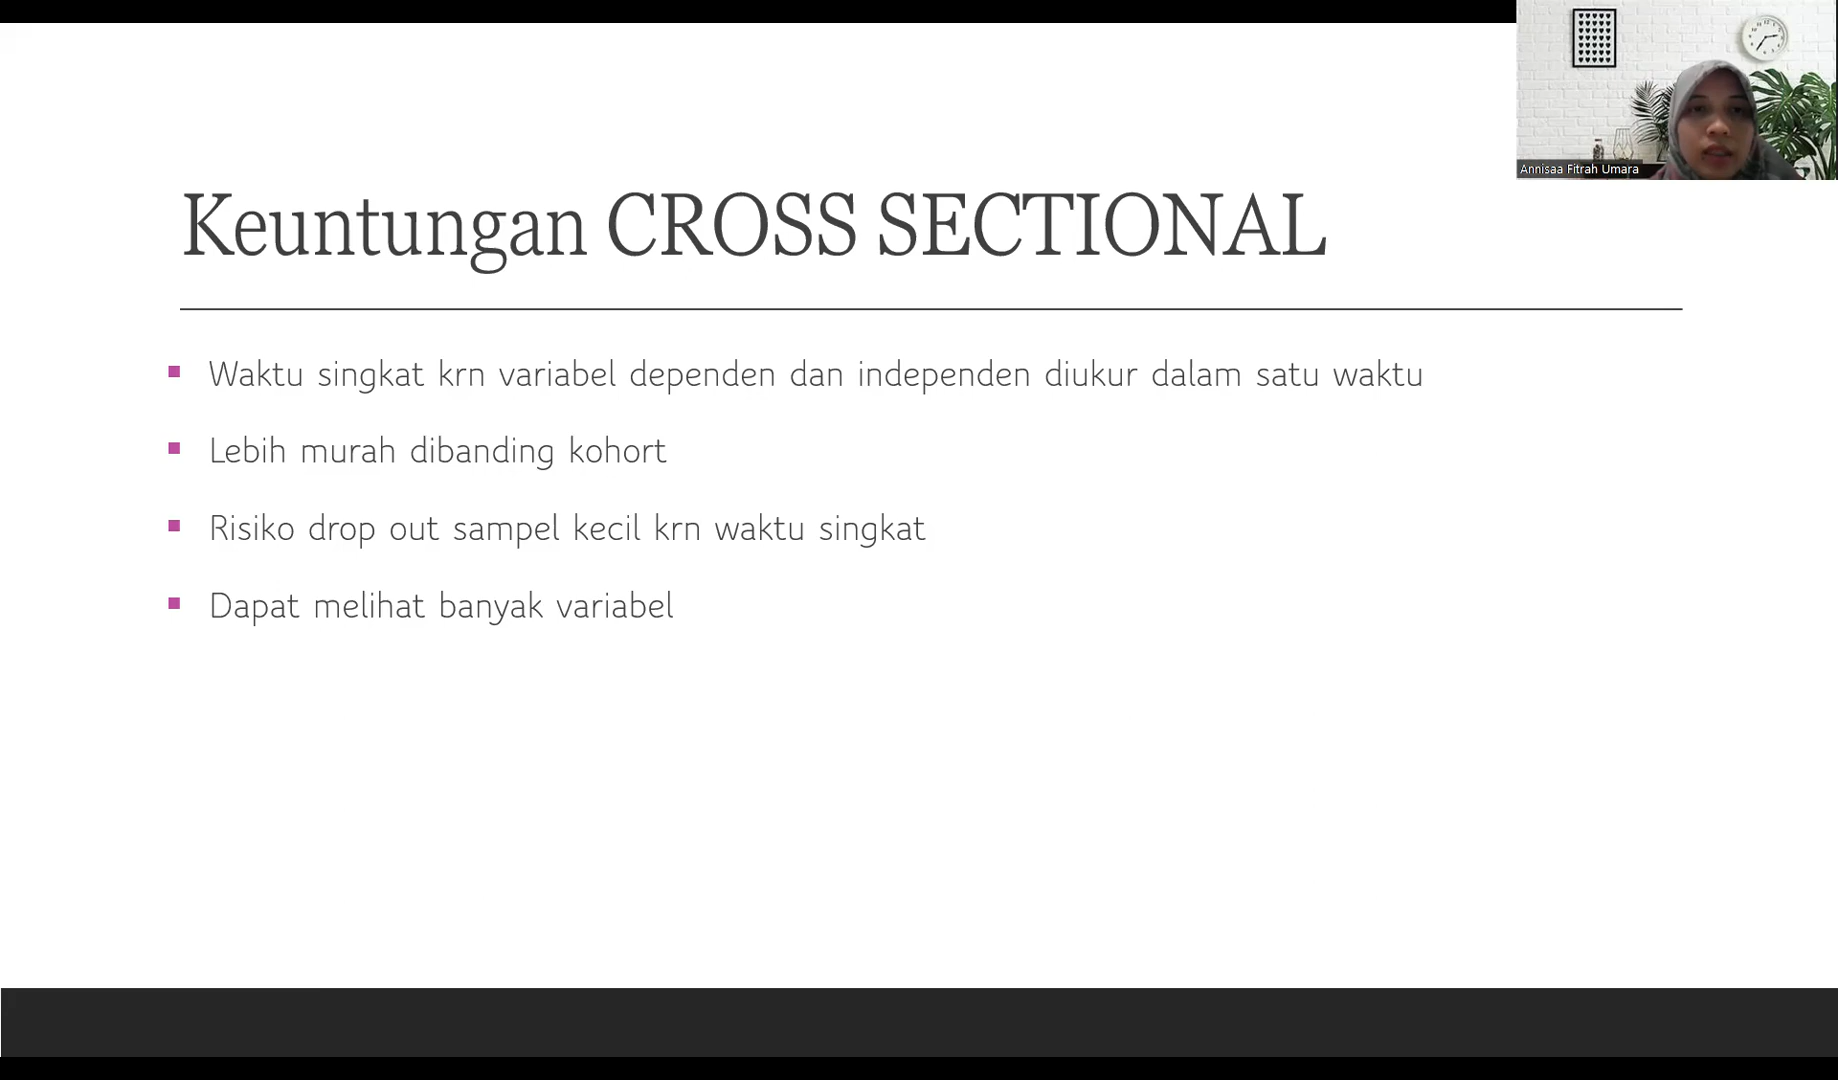 Annisaa Fitrah Umara
Keuntungan CROSS SECTIONAL
Waktu singkat krn variabel dependen dan independen diukur dalam satu waktu
Lebih murah dibanding kohort
Risiko drop out sampel kecil krn waktu singkat
Dapat melihat banyak variabel